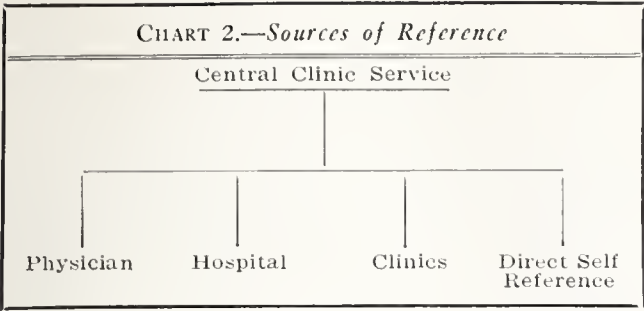 CHART 2.—Sources of Reference
Central Clinic Service
Physician Hospital Clinics Direct Self
Reference